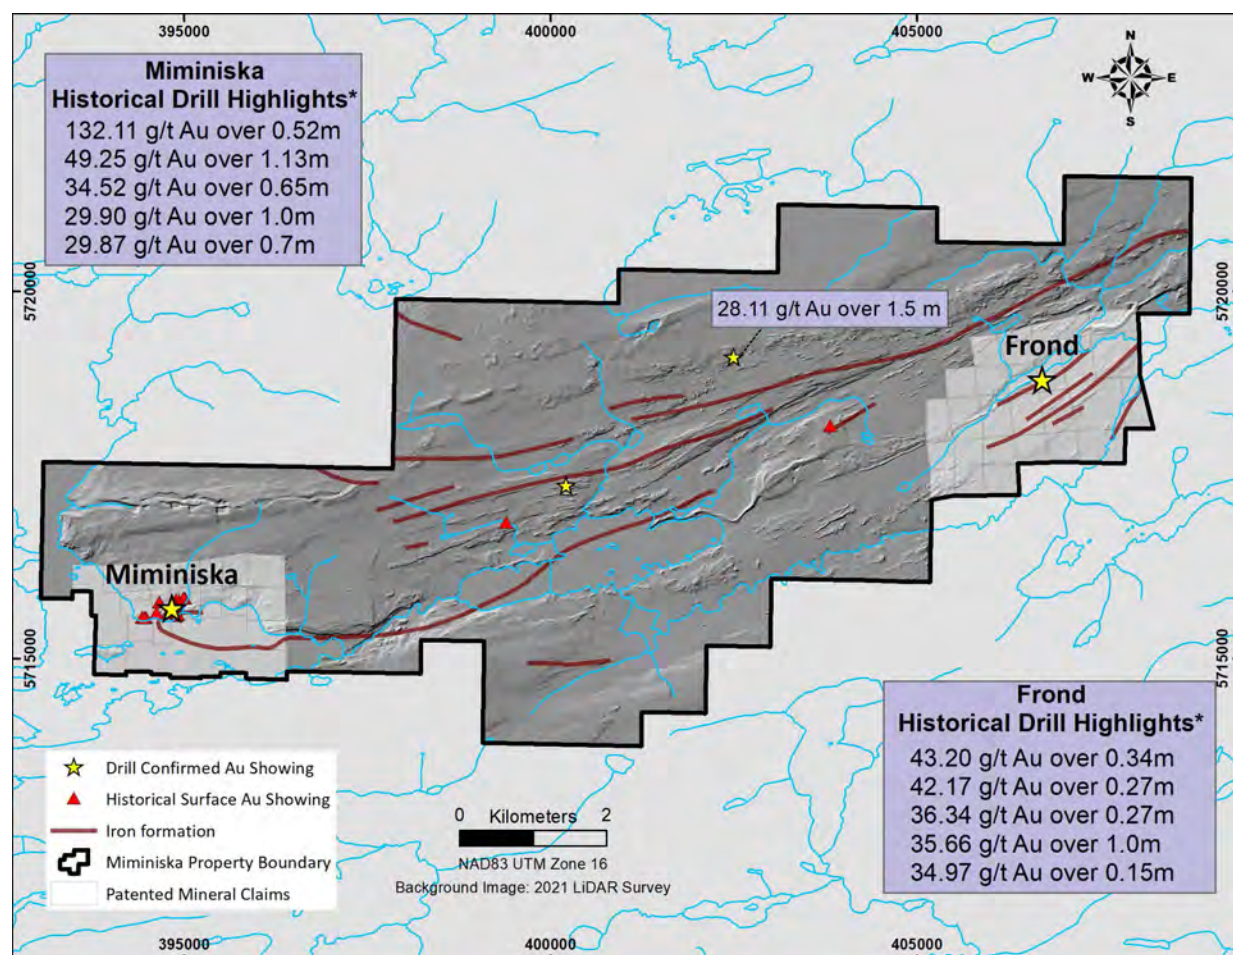 395000
400000
405000
Miminiska
Historical Drill Highlights*
132.11 g/t Au over 0.52m
49.25 g/t Au over 1.13m
34.52 g/t Au over 0.65m
29.90 g/t Au over 1.0m
29.87 g/t Au over 0.7m
N
W
E
S
5720000
5720000
28.11 g/t Au over 1.5 m
Frond
Miminiska
5715000
5715000
Frond
Historical Drill Highlights*
43.20 g/t Au over 0.34m
42.17 g/t Au over 0.27m
36.34 g/t Au over 0.27m
35.66 g/t Au over 1.0m
34.97 g/t Au over 0.15m
Drill Confirmed Au Showing
Historical Surface Au Showing
Iron formation
Miminiska Property Boundary
Patented Mineral Claims
0 Kilometers 2
NAD83 UTM Zone 16
Background Image: 2021 LiDAR Survey
395000
400000
405000